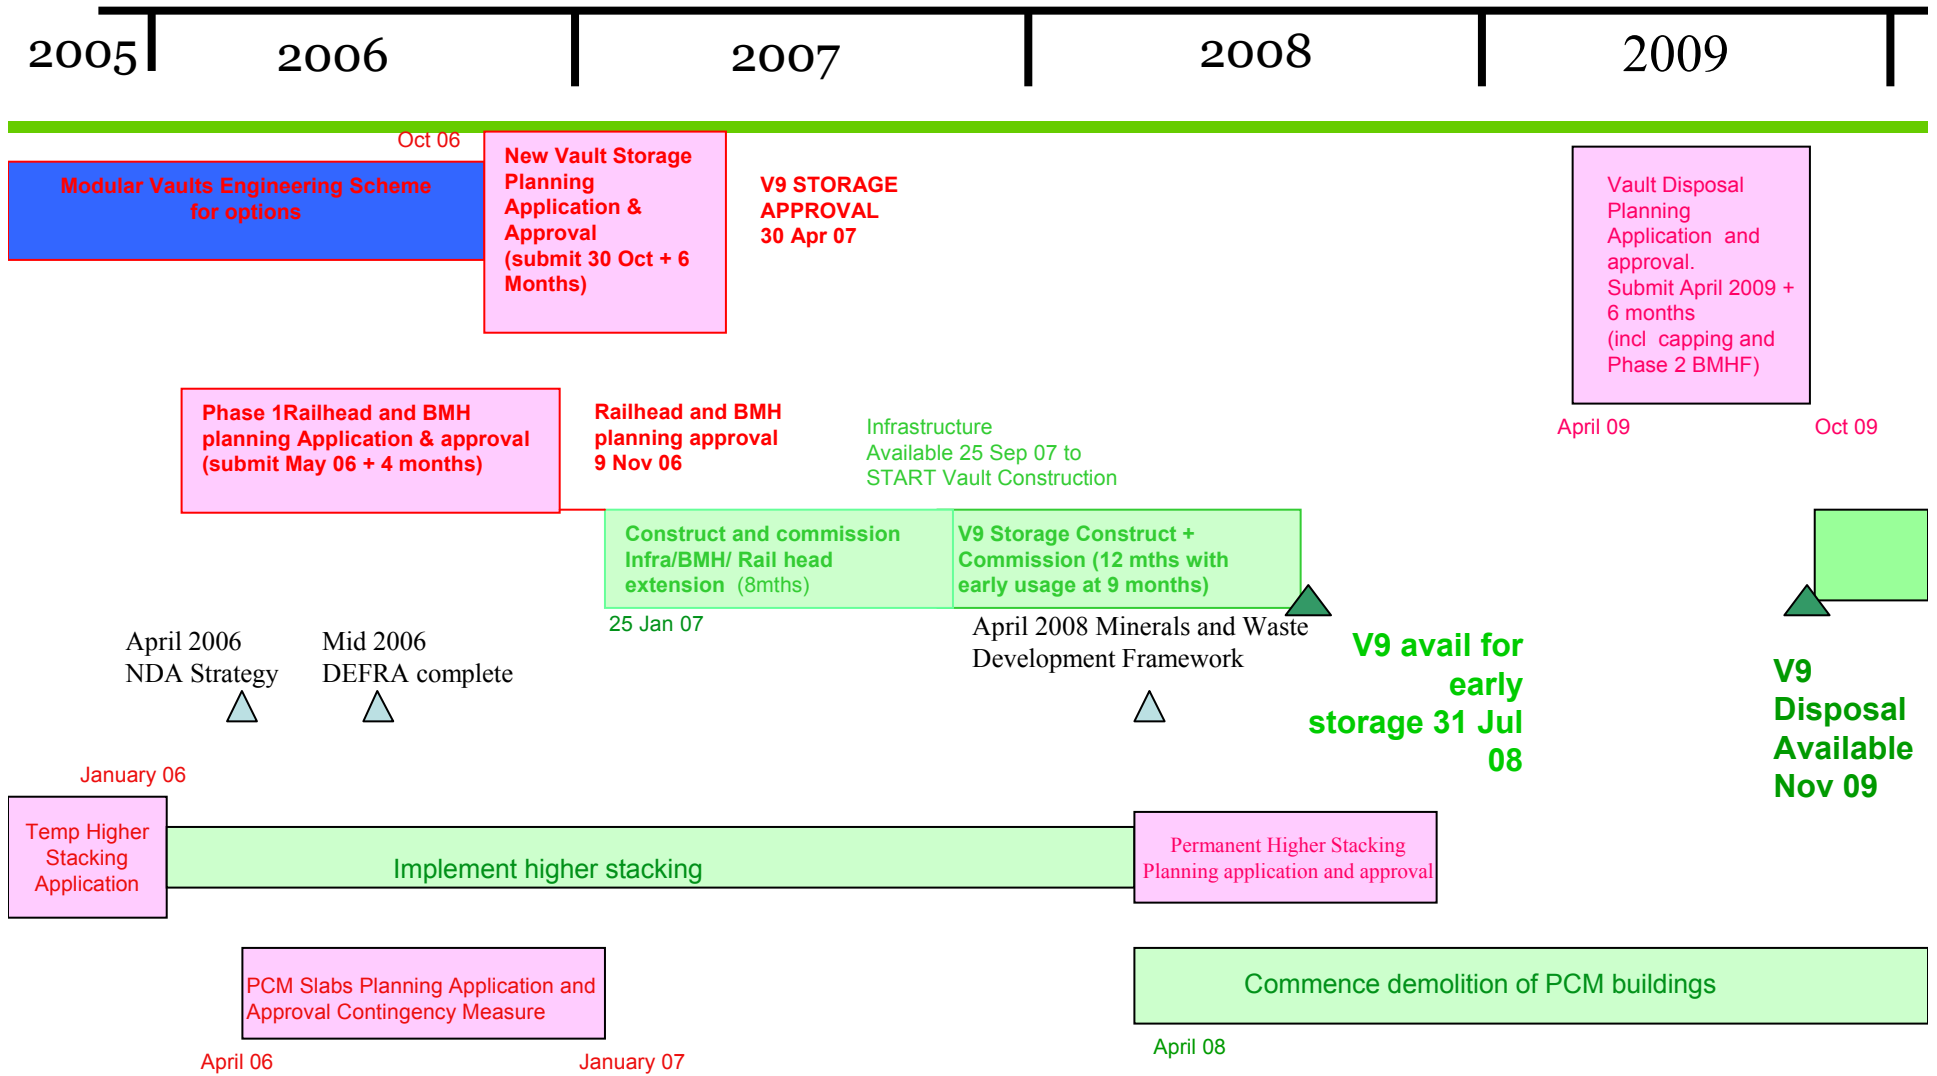 2005
2006
2007
2008
2009
Oct 06
Modular Vaults Engineering Scheme
for options
New Vault Storage
Planning
Application &
Approval
(submit 30 Oct + 6
Months)
V9 STORAGE
APPROVAL
30 Apr 07
Vault Disposal
Planning
Application and
approval.
Submit April 2009 +
6 months
(incl capping and
Phase 2 BMHF)
April 09
Oct 09
Phase 1Railhead and BMH
planning Application & approval
(submit May 06 + 4 months)
Railhead and BMH
planning approval
9 Nov 06
Infrastructure
Available 25 Sep 07 to
START Vault Construction
Construct and commission
Infra/BMH/ Rail head
extension (8mths)
V9 Storage Construct +
Commission (12 mths with
early usage at 9 months)
25 Jan 07
April 2006
NDA Strategy
Mid 2006
DEFRA complete
April 2008 Minerals and Waste
Development Framework
V9 avail for
early
storage 31 Jul
08
V9
Disposal
Available
Nov 09
January 06
Temp Higher
Stacking
Application
Implement higher stacking
Permanent Higher Stacking
Planning application and approval
PCM Slabs Planning Application and
Approval Contingency Measure
April 06
January 07
Commence demolition of PCM buildings
April 08